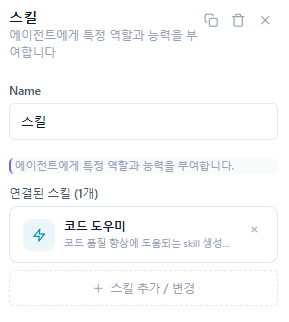 스킬
에이전트에게 특정 역할과 능력을 부
여합니다
Name
스킬
에이전트에게 특정 역할과 능력을 부여합니다.
연결된 스킬 (1개)
코드 도우미
코드 품질 향상에 도움되는 skill 생성...
+ 스킬 추가 / 변경